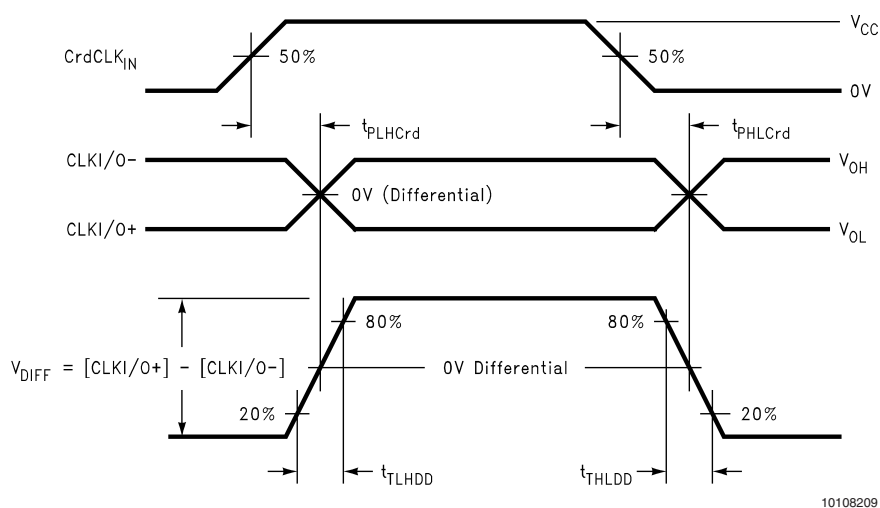 V_CC
CrdCLK_IN
50%
50%
0V
t_PLHCrd
t_PHLCrd
CLKI/O-
V_OH
0V (Differential)
CLKI/O+
V_OL
80%
80%
V_DIFF = [CLKI/O+] - [CLKI/O-]
0V Differential
20%
20%
t_TLHDD
t_THLDD
10108209